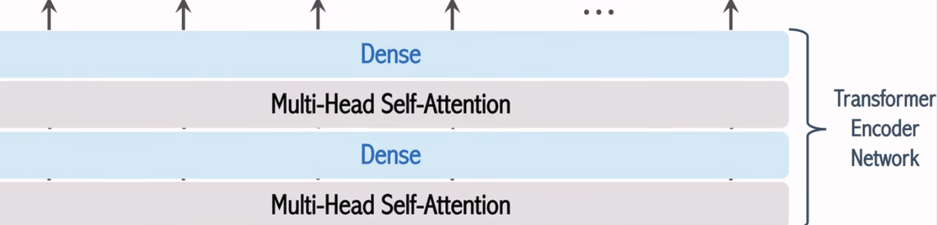 ...
Dense
Multi-Head Self-Attention
Dense
Multi-Head Self-Attention
Transformer
Encoder
Network